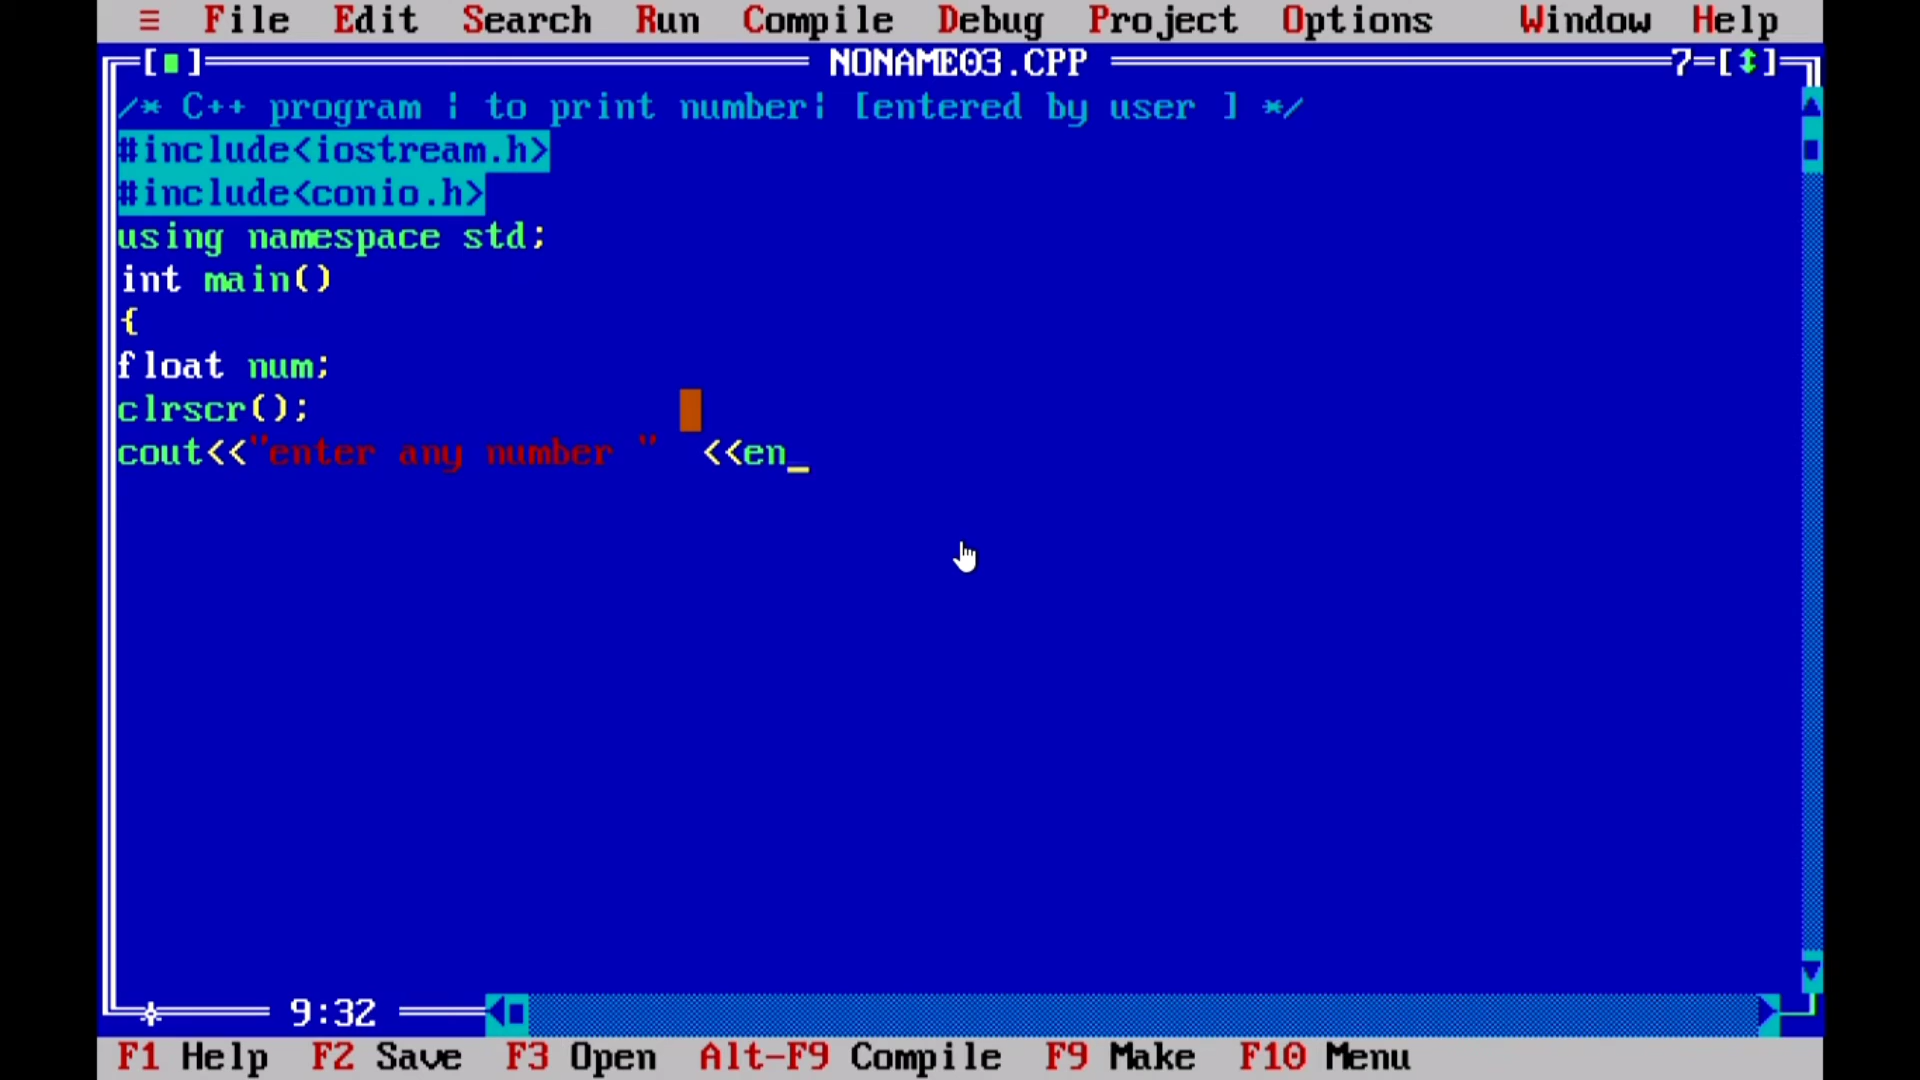 ≡ File Edit Search Run Compile Debug Project Options Window Help
[■] NONAME03.CPP 7=[↕]
/* C++ program | to print number| [entered by user ] */
#include<iostream.h>
#include<conio.h>
using namespace std;
int main()
{
float num;
clrscr();
cout<<"enter any number "  <<en_
9:32
F1 Help F2 Save F3 Open Alt-F9 Compile F9 Make F10 Menu